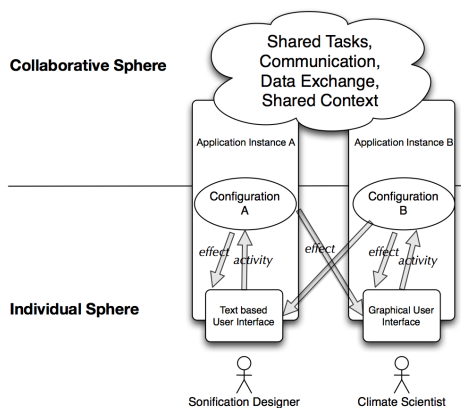 Shared Tasks,
Communication,
Data Exchange,
Shared Context
Collaborative Sphere
Application Instance A
Application Instance B
Configuration
A
Configuration
B
effect
activity
effect
effect
activity
Individual Sphere
Text based
User Interface
Graphical User
Interface
Sonification Designer
Climate Scientist